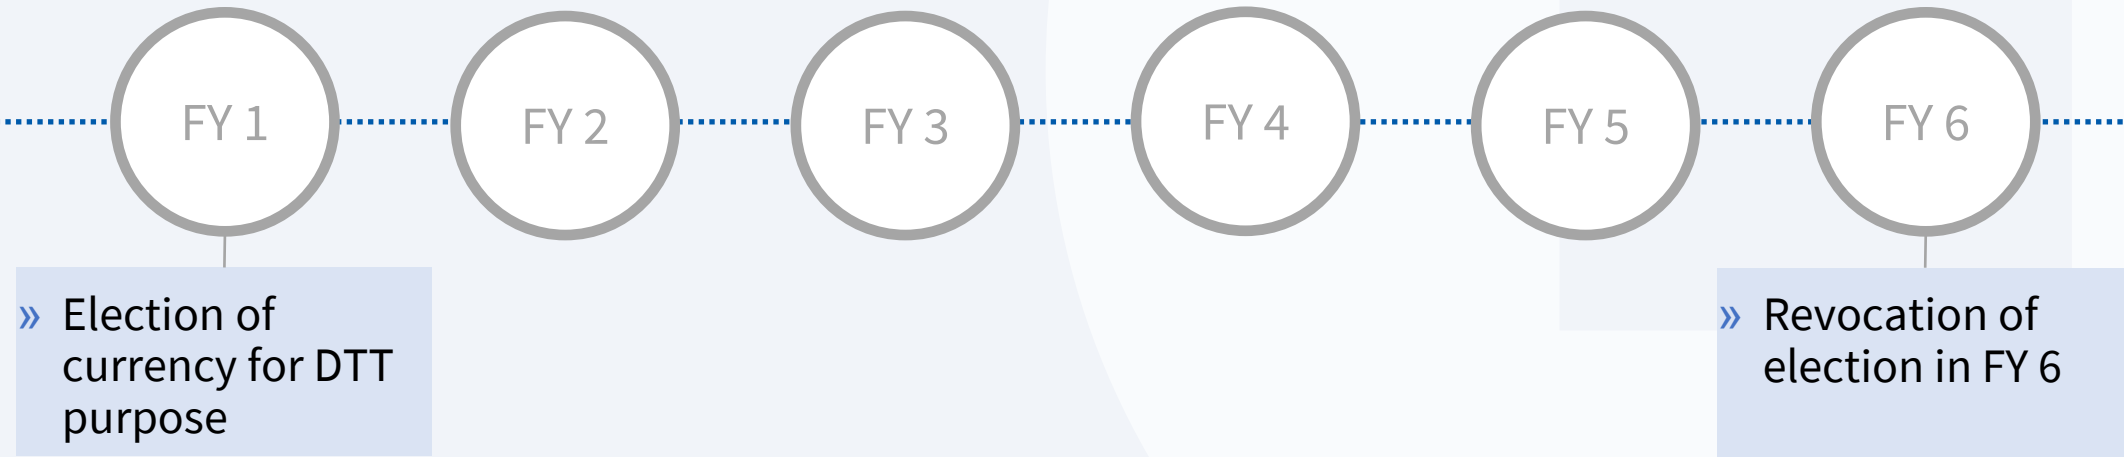 FY 1
FY 2
FY 3
FY 4
FY 5
FY 6
» Election of
currency for DTT
purpose
» Revocation of
election in FY 6